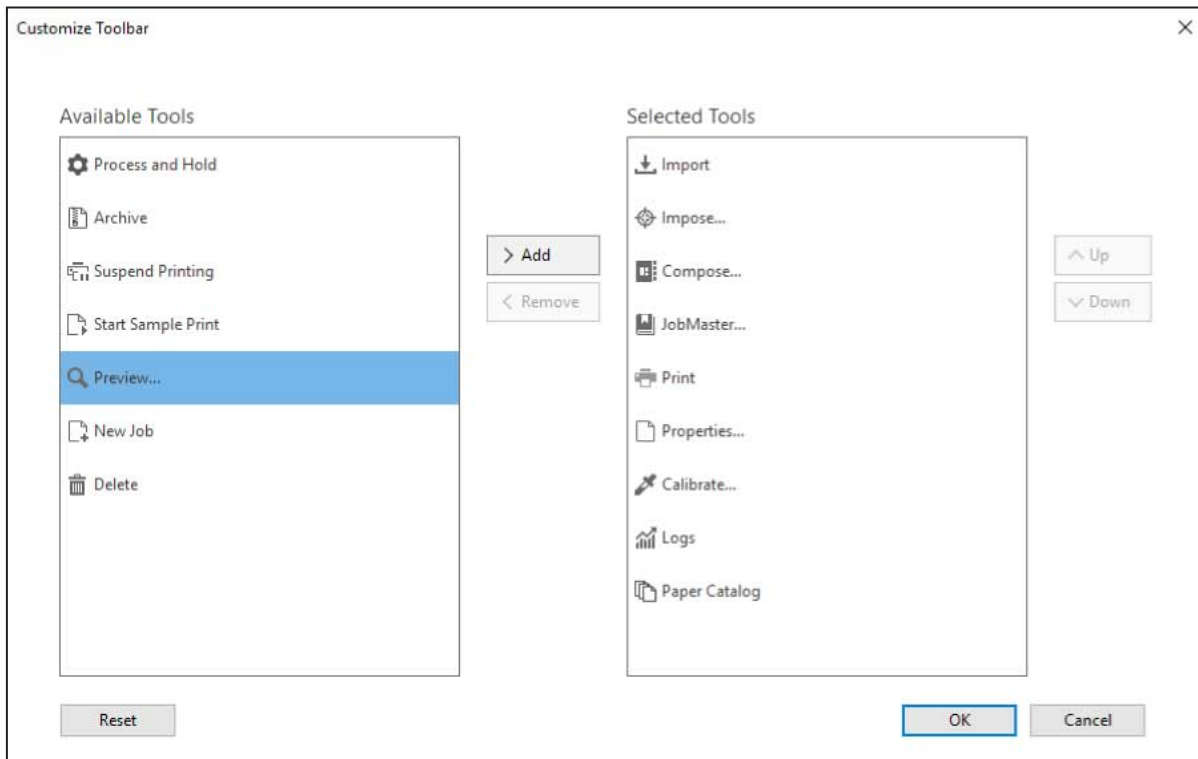 Customize Toolbar
Available Tools
Process and Hold
Archive
Suspend Printing
Start Sample Print
Preview...
New Job
Delete
> Add
< Remove
Selected Tools
Import
Impose...
Compose...
JobMaster...
Print
Properties...
Calibrate...
Logs
Paper Catalog
Up
Down
Reset
OK
Cancel